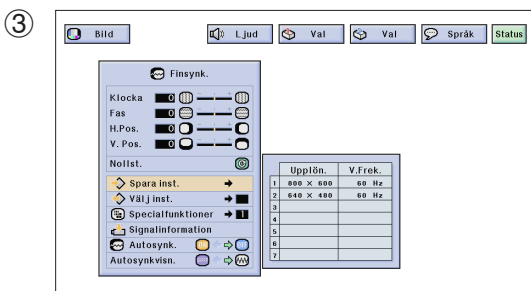 ③
Bild Ljud Val Val Språk Status
Finsynk.
Klocka 0
Fas 0
H.Pos. 0
V. Pos. 0
Nollst.
Spara inst.
Välj inst.
Specialfunktioner 1
Signalinformation
Autosynk.
Autosynkvisn.
Upplön. V.Frek.
1 800 × 600 60 Hz
2 640 × 480 60 Hz
3
4
5
6
7